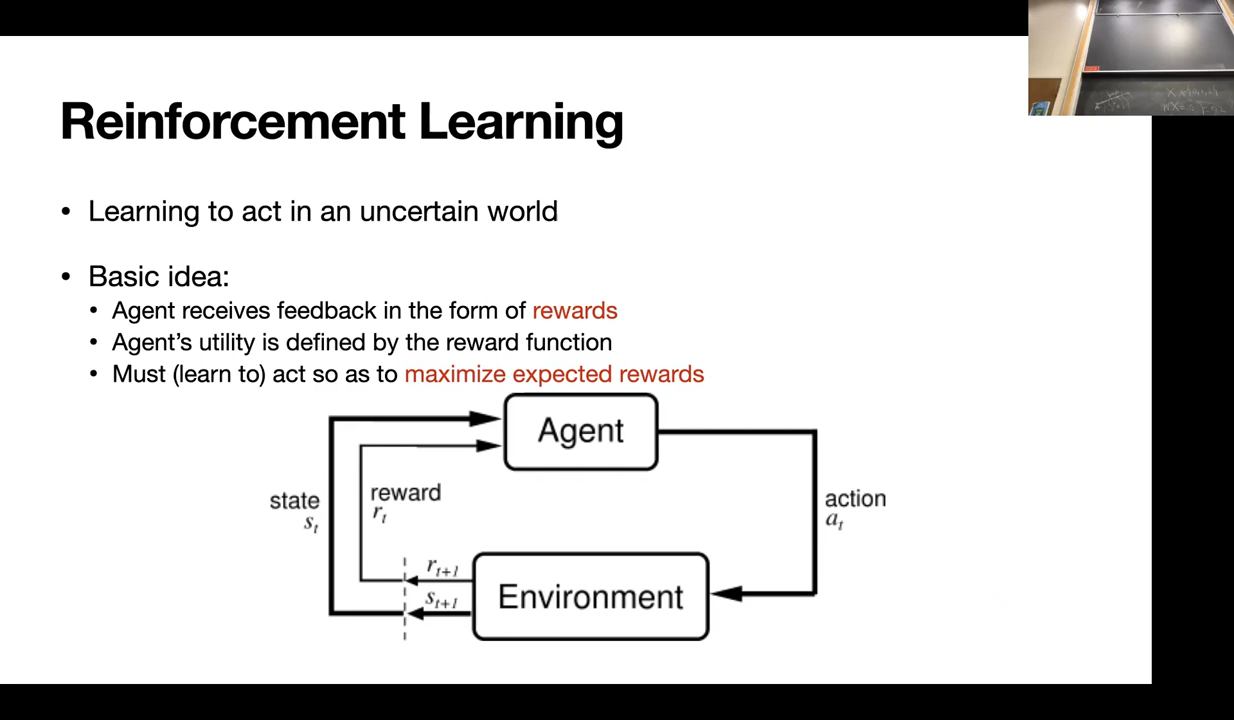 Reinforcement Learning
• Learning to act in an uncertain world
• Basic idea:
• Agent receives feedback in the form of rewards
• Agent’s utility is defined by the reward function
• Must (learn to) act so as to maximize expected rewards
Agent
state
s_t
reward
r_t
action
a_t
r_{t+1}
s_{t+1}
Environment